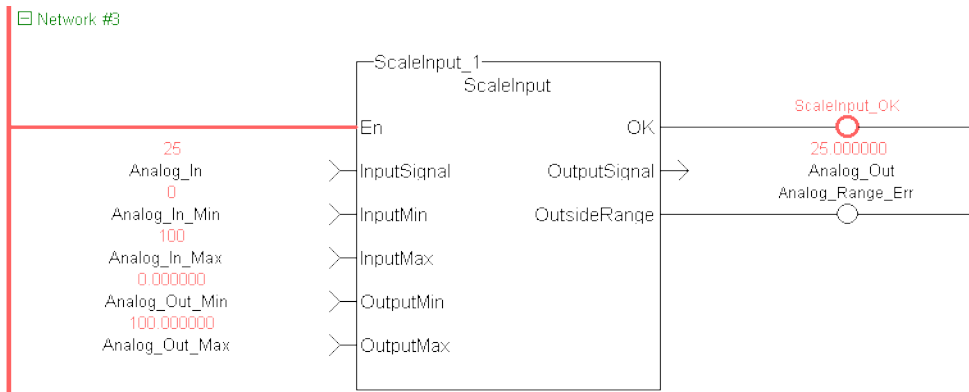 Network #3
ScaleInput_1
ScaleInput
ScaleInput_OK
En
OK
25
Analog_In
InputSignal
OutputSignal
25.000000
Analog_Out
0
Analog_In_Min
InputMin
OutsideRange
Analog_Range_Err
100
Analog_In_Max
InputMax
0.000000
Analog_Out_Min
OutputMin
100.000000
Analog_Out_Max
OutputMax